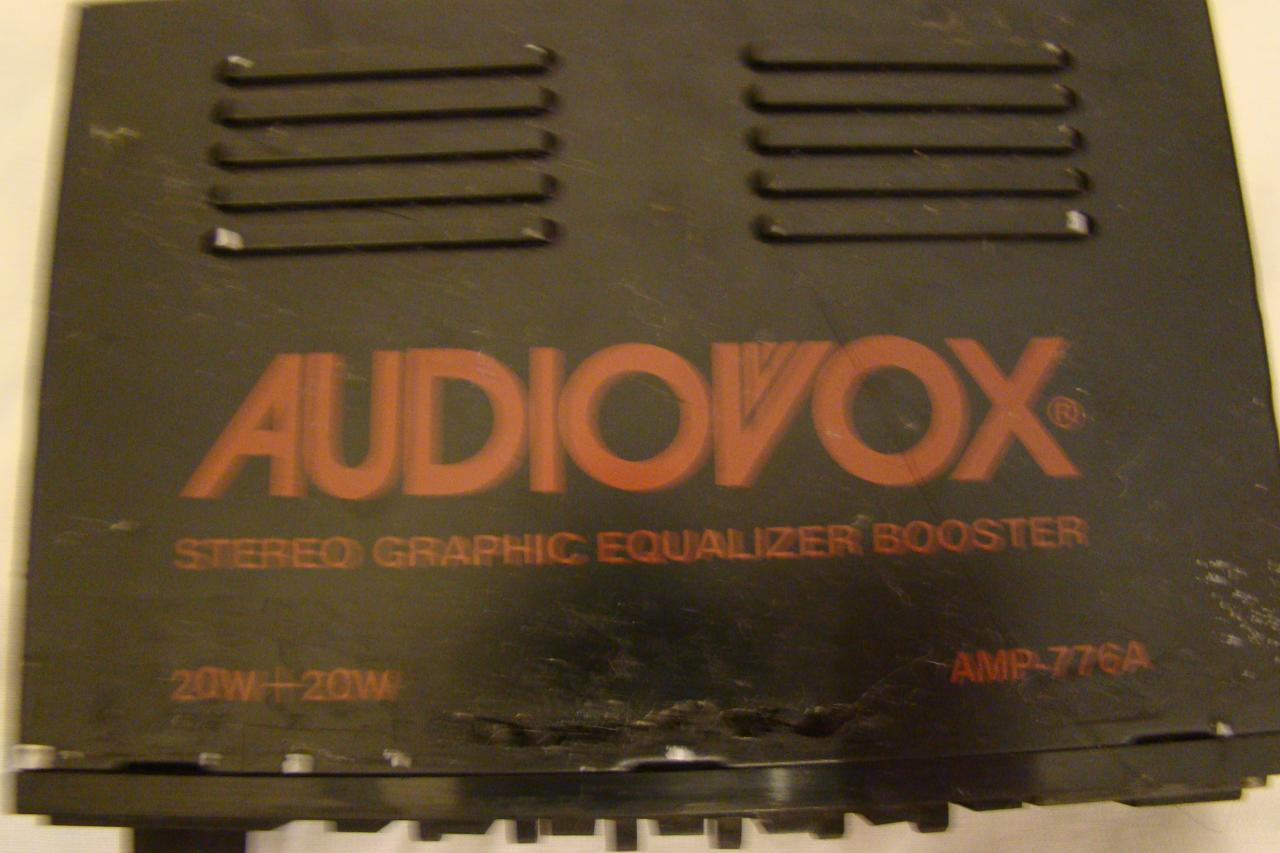 AUDIOVOX®
STEREO GRAPHIC EQUALIZER BOOSTER
20W+20W AMP-776A